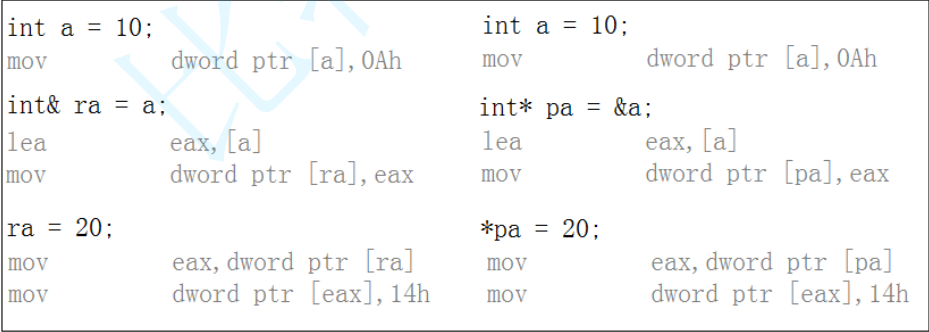 int a = 10;
mov dword ptr [a],0Ah
int& ra = a;
lea eax,[a]
mov dword ptr [ra],eax
ra = 20;
mov eax,dword ptr [ra]
mov dword ptr [eax],14h
int a = 10;
mov dword ptr [a],0Ah
int* pa = &a;
lea eax,[a]
mov dword ptr [pa],eax
*pa = 20;
mov eax,dword ptr [pa]
mov dword ptr [eax],14h